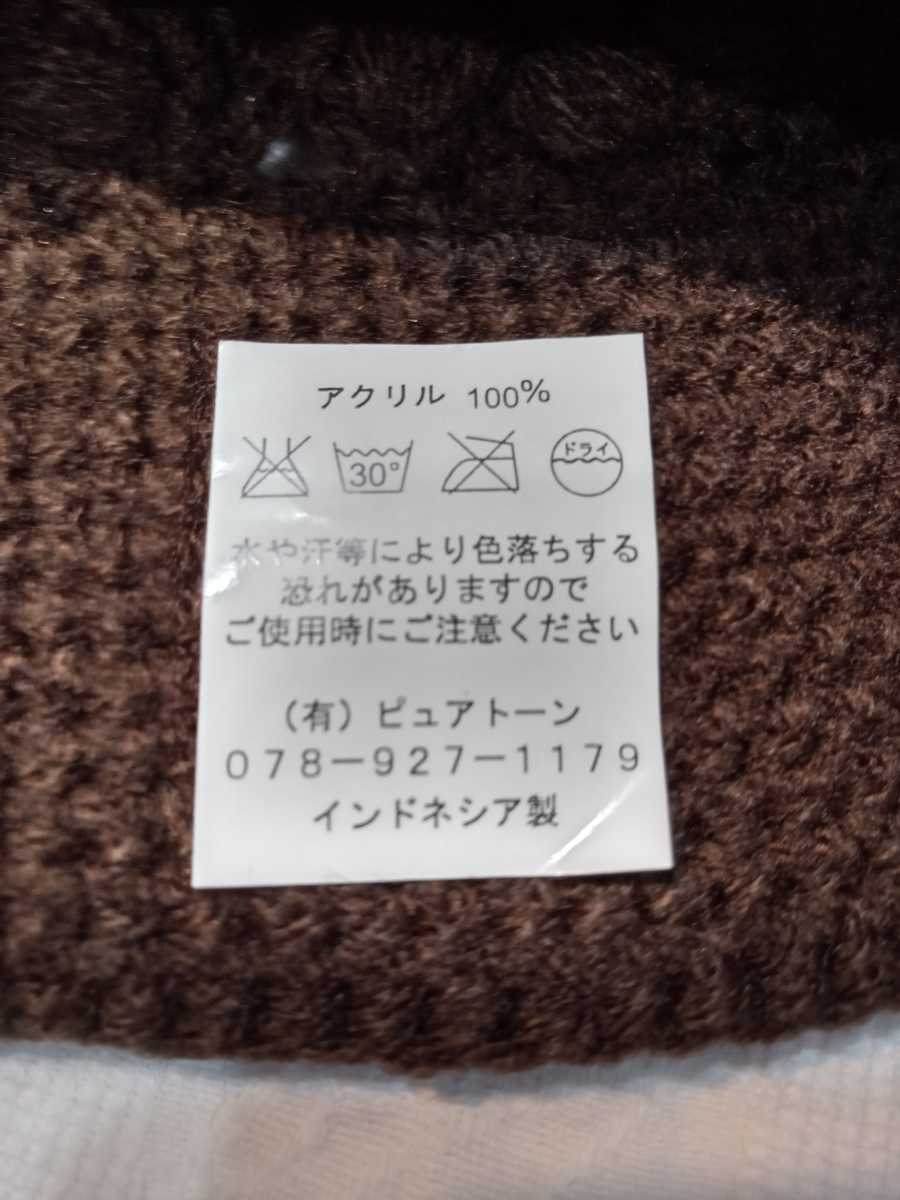 アクリル 100%
30°
ドライ
水や汗等により色落ちする
恐れがありますので
ご使用時にご注意ください
（有）ピュアトーン
０７８－９２７－１１７９
インドネシア製